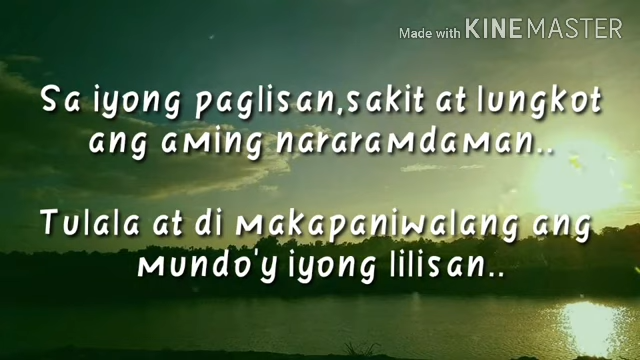 Made with KINEMASTER
Sa iyong paglisan,sakit at lungkot
ang aming nararamdaman..
Tulala at di makapaniwalang ang
mundo'y iyong lilisan..